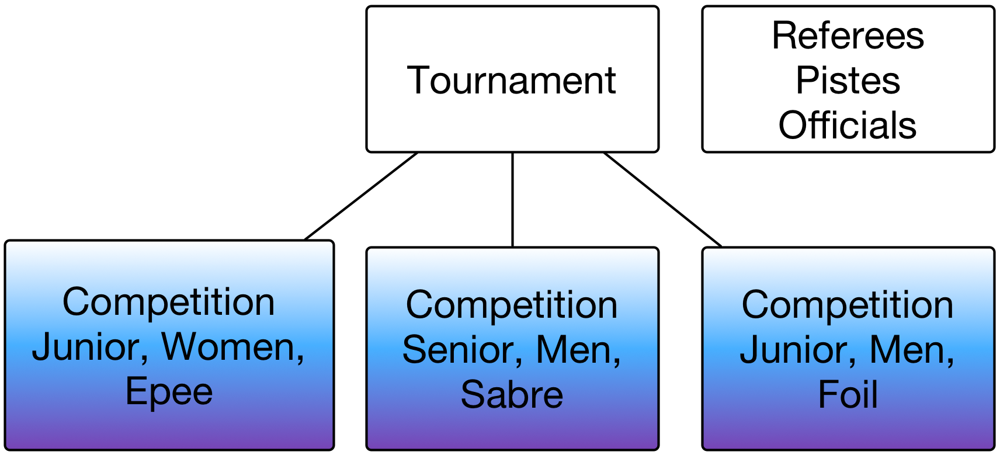 Tournament
Referees
Pistes
Officials
Competition
Junior, Women,
Epee
Competition
Senior, Men,
Sabre
Competition
Junior, Men,
Foil